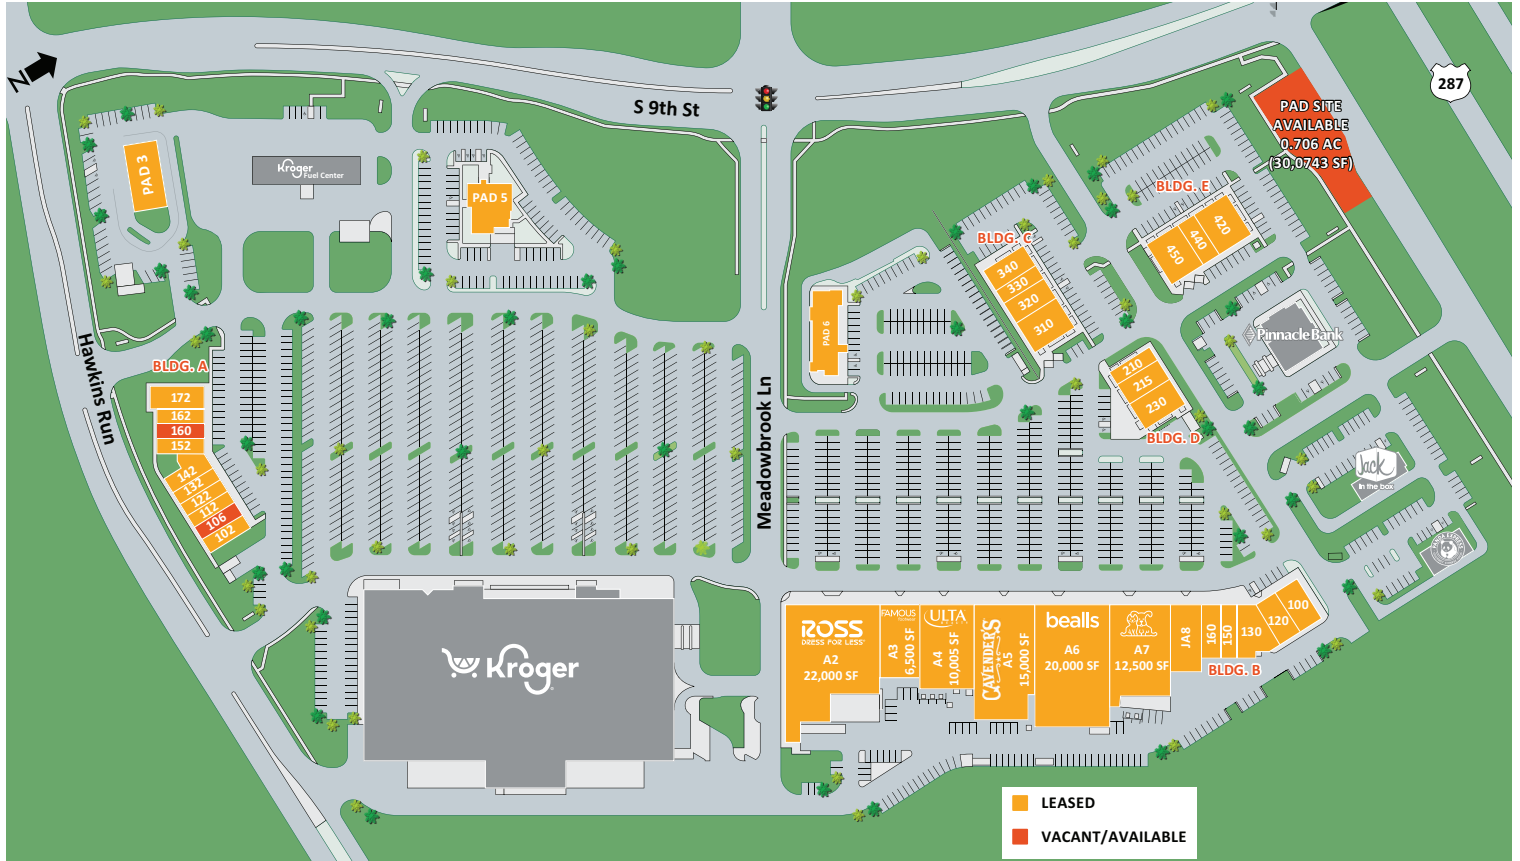 N
S 9th St
287
PAD SITE
AVAILABLE
0.706 AC
(30,0743 SF)
PAD 3
Kroger
Fuel Center
PAD 5
BLDG. E
450
440
420
BLDG. C
340
330
320
310
PAD 6
Pinnacle Bank
Hawkins Run
BLDG. A
172
162
160
152
142
132
122
112
106
102
Meadowbrook Ln
210
215
230
BLDG. D
Jack
in the box
Kroger
ROSS
DRESS FOR LESS
A2
22,000 SF
FAMOUS
A3
6,500 SF
ULTA
A4
10,005 SF
CAVENDER'S
A5
15,000 SF
bealls
A6
20,000 SF
A7
12,500 SF
JA8
160
150
130
120
100
BLDG. B
LEASED
VACANT/AVAILABLE